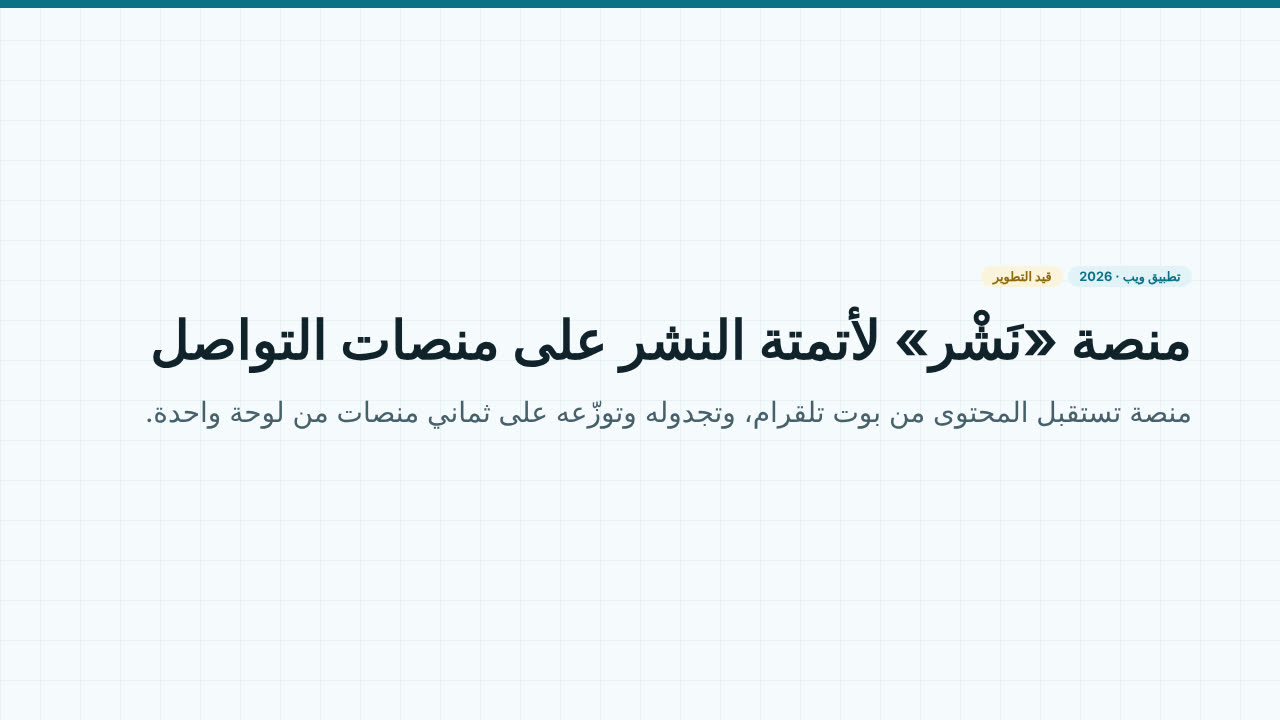 تطبيق ويب · 2026 قيد التطوير
منصة «نَشْر» لأتمتة النشر على منصات التواصل
منصة تستقبل المحتوى من بوت تلقرام، وتجدوله وتوزّعه على ثماني منصات من لوحة واحدة.